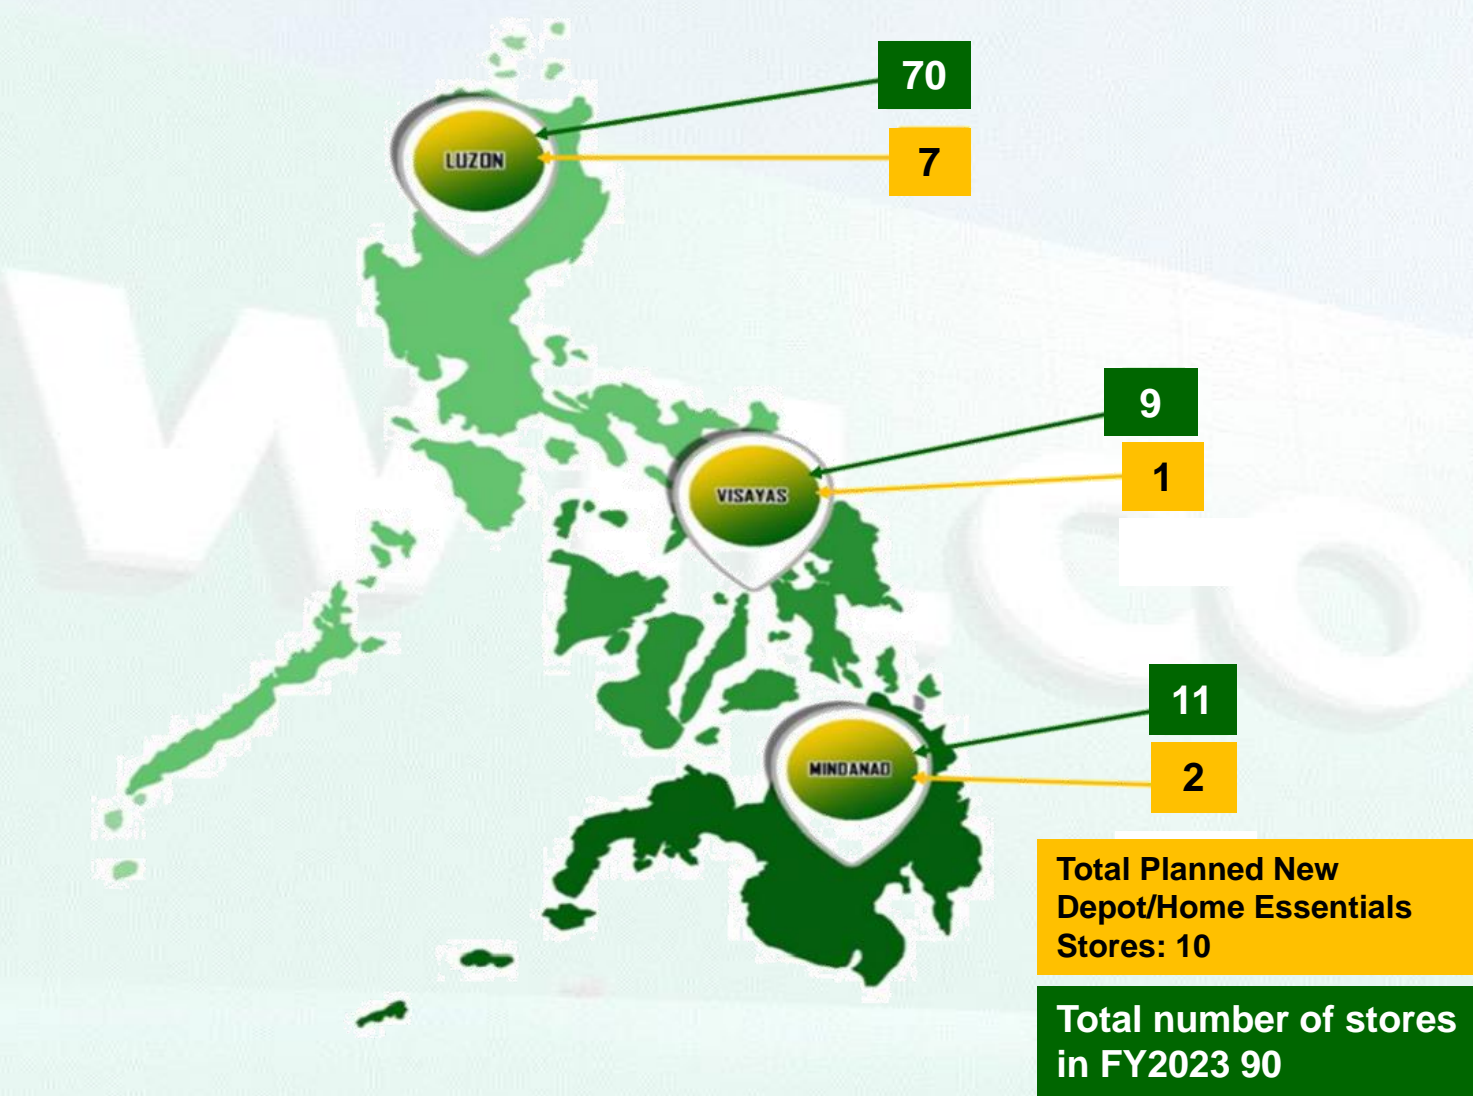 70
LUZON
7
9
VISAYAS
1
11
MINDANAO
2
Total Planned New
Depot/Home Essentials
Stores: 10
Total number of stores
in FY2023 90